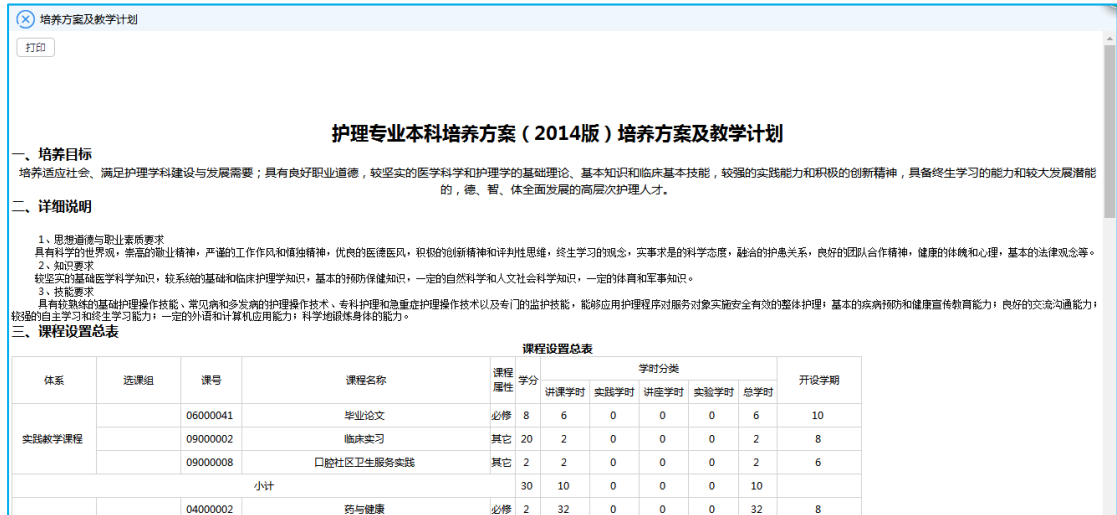 培养方案及教学计划
打印
护理专业本科培养方案（2014版）培养方案及教学计划
一、培养目标
培养适应社会、满足护理学科建设与发展需要；具有良好职业道德，较坚实的医学科学和护理学的基础理论、基本知识和临床基本技能，较强的实践能力和积极的创新精神，具备终生学习的能力和较大发展潜能
的，德、智、体全面发展的高层次护理人才。
二、详细说明
1、思想道德与职业素质要求
具有科学的世界观，崇高的敬业精神，严谨的工作作风和慎独精神，优良的医德医风，积极的创新精神和评判性思维，终生学习的观念，实事求是的科学态度，融洽的护患关系，良好的团队合作精神，健康的体魄和心理，基本的法律观念等。
2、知识要求
较坚实的基础医学科学知识，较系统的基础和临床护理学知识，基本的预防保健知识，一定的自然科学和人文社会科学知识，一定的体育和军事知识。
3、技能要求
具有较熟练的基础护理操作技能、常见病和多发病的护理操作技术、专科护理和急重症护理操作技术以及专门的监护技能，能够应用护理程序对服务对象实施安全有效的整体护理；基本的疾病预防和健康宣传教育能力；良好的交流沟通能力；
较强的自主学习和终生学习能力；一定的外语和计算机应用能力；科学地锻炼身体的能力。
三、课程设置总表
课程设置总表
体系 选课组 课号 课程名称 课程属性 学分 学时分类 开设学期
讲课学时 实践学时 讲座学时 实验学时 总学时
06000041 毕业论文 必修 8 6 0 0 0 6 10
实践教学课程 09000002 临床实习 其它 20 2 0 0 0 2 8
09000008 口腔社区卫生服务实践 其它 2 2 0 0 0 2 6
小计 30 10 0 0 0 10
04000002 药与健康 必修 2 32 0 0 0 32 8